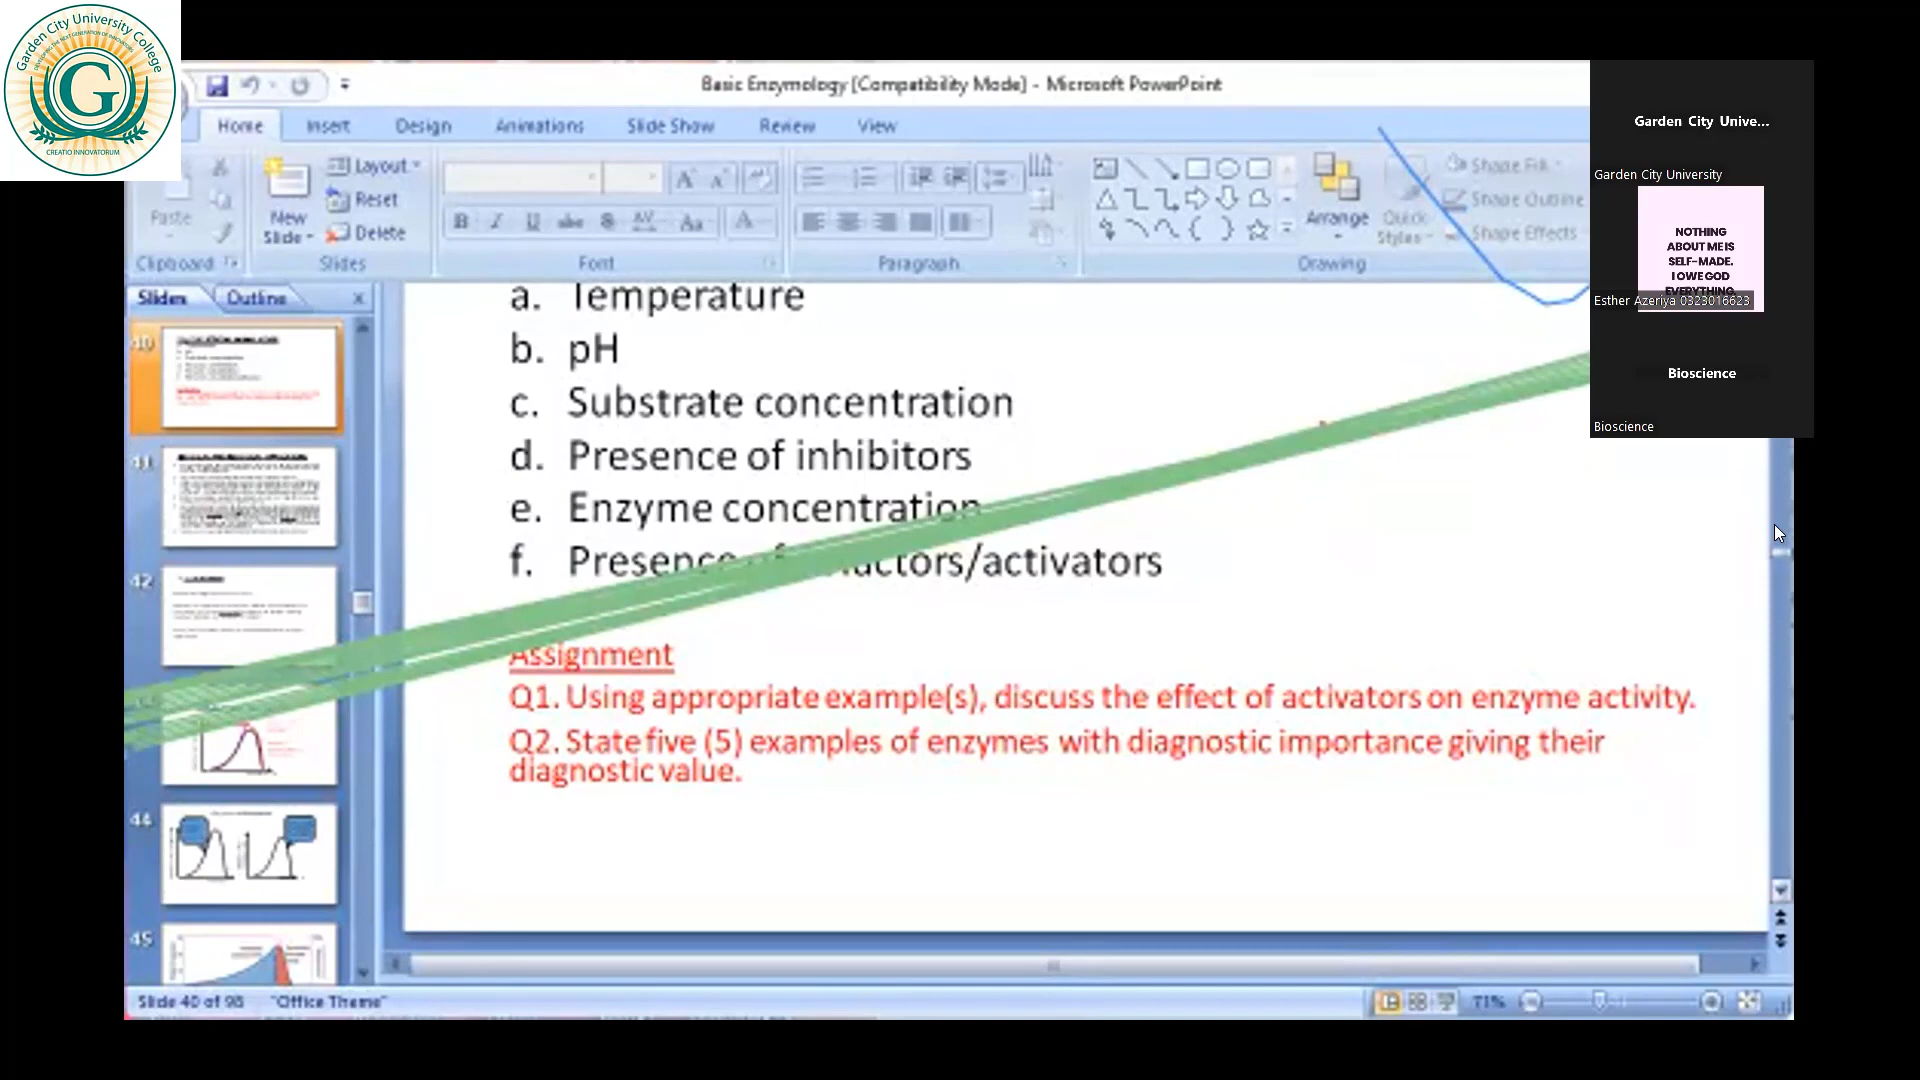 Garden City University College
G
CREATIO INNOVATORUM
Basic Enzymology [Compatibility Mode] - Microsoft PowerPoint
Home Insert Design Animations Slide Show Review View
Paste
Clipboard
New Slide
Layout
Reset
Delete
Slides
Font
Paragraph
Arrange
Quick Styles
Shape Fill
Shape Outline
Shape Effects
Drawing
Slides Outline
40
41
42
44
45
a. Temperature
b. pH
c. Substrate concentration
d. Presence of inhibitors
e. Enzyme concentration
f. Presence of /activators
Assignment
Q1. Using appropriate example(s), discuss the effect of activators on enzyme activity.
Q2. State five (5) examples of enzymes with diagnostic importance giving their
diagnostic value.
Slide 40 of 98 "Office Theme"
71%
Garden City Unive...
Garden City University
NOTHING
ABOUT ME IS
SELF-MADE.
I OWE GOD
EVERYTHING.
Esther Azeriya 0323016623
Bioscience
Bioscience